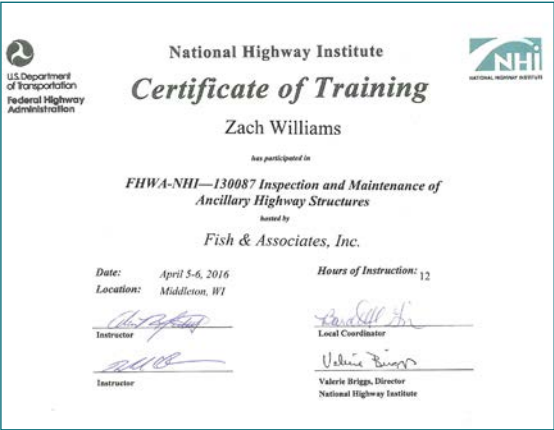 U.S. Department
of Transportation
Federal Highway
Administration
National Highway Institute
NHi
NATIONAL HIGHWAY INSTITUTE
Certificate of Training
Zach Williams
has participated in
FHWA-NHI—130087 Inspection and Maintenance of
Ancillary Highway Structures
hosted by
Fish & Associates, Inc.
Date: April 5-6, 2016
Hours of Instruction: 12
Location: Middleton, WI
Instructor
Local Coordinator
Valerie Briggs
Instructor
Valerie Briggs, Director
National Highway Institute